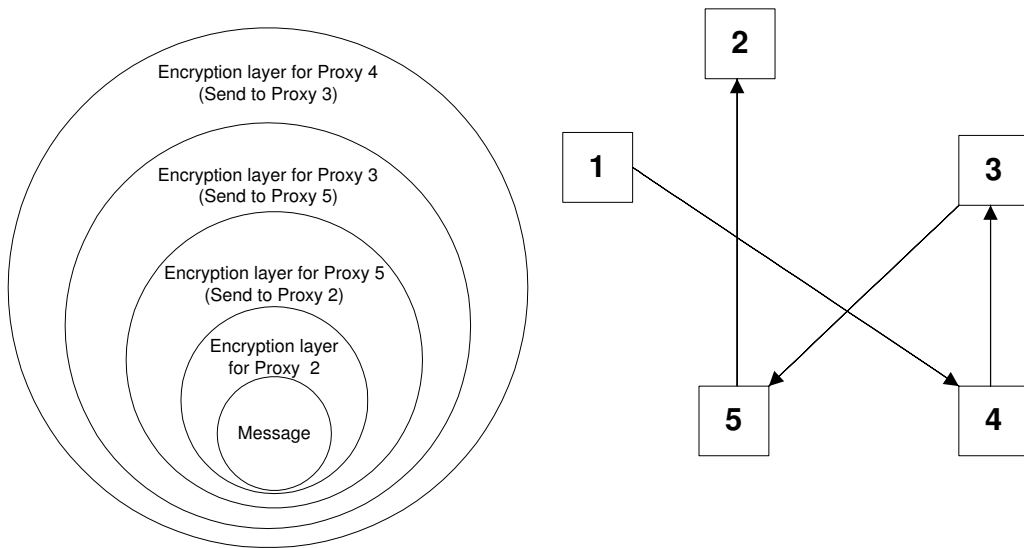 Encryption layer for Proxy 4
(Send to Proxy 3)
Encryption layer for Proxy 3
(Send to Proxy 5)
Encryption layer for Proxy 5
(Send to Proxy 2)
Encryption layer
for Proxy 2
Message
2
1
3
5
4